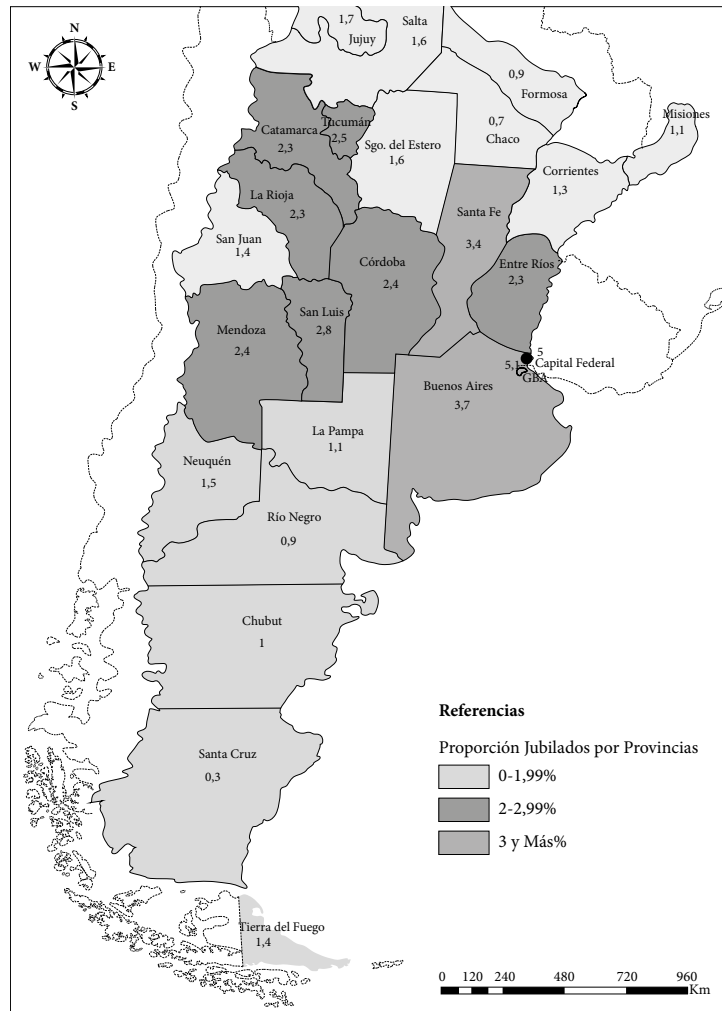 N
W E
S
1,7
Jujuy
Salta
1,6
0,9
Formosa
0,7
Chaco
Misiones
1,1
Catamarca
2,3
Tucumán
2,5
Sgo. del Estero
1,6
Corrientes
1,3
La Rioja
2,3
Santa Fe
3,4
San Juan
1,4
Córdoba
2,4
Entre Ríos
2,3
Mendoza
2,4
San Luis
2,8
5
Capital Federal
5,1
GBA
Buenos Aires
3,7
La Pampa
1,1
Neuquén
1,5
Río Negro
0,9
Chubut
1
Santa Cruz
0,3
Tierra del Fuego
1,4
Referencias
Proporción Jubilados por Provincias
0-1,99%
2-2,99%
3 y Más%
0 120 240 480 720 960
Km